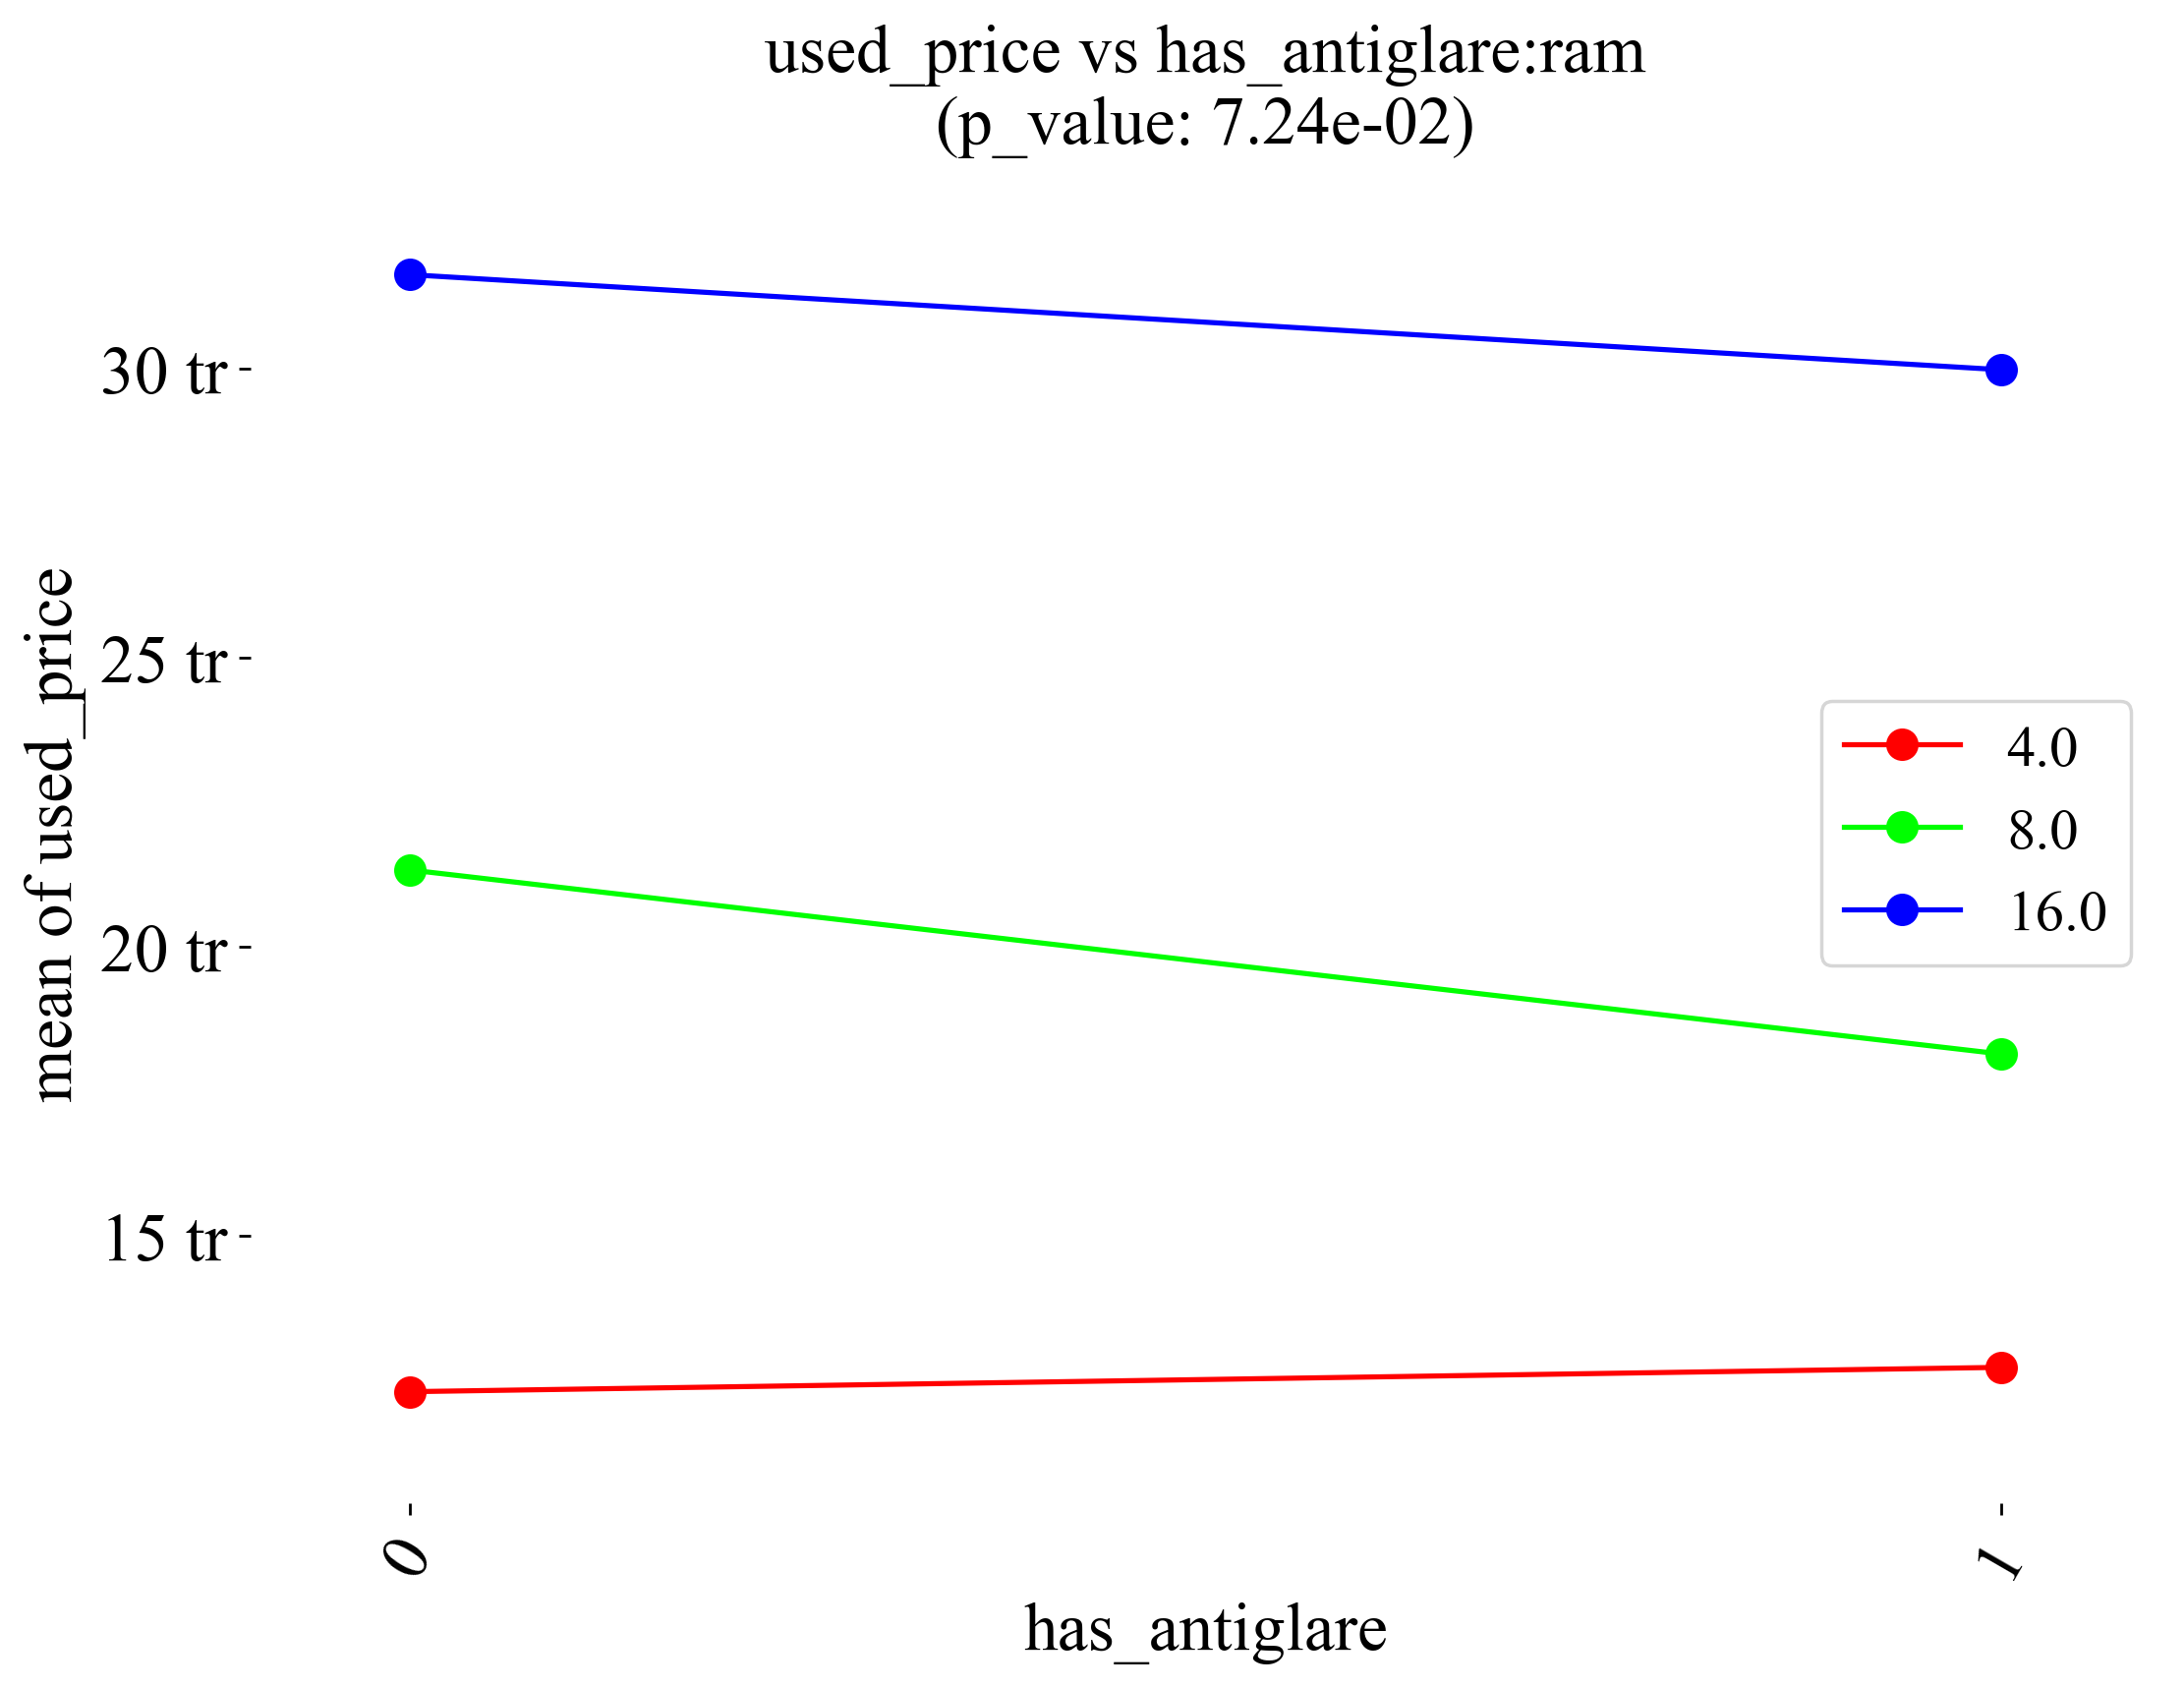 used_price vs has_antiglare:ram
(p_value: 7.24e-02)
mean of used_price
30 tr
25 tr
20 tr
15 tr
4.0
8.0
16.0
0
1
has_antiglare